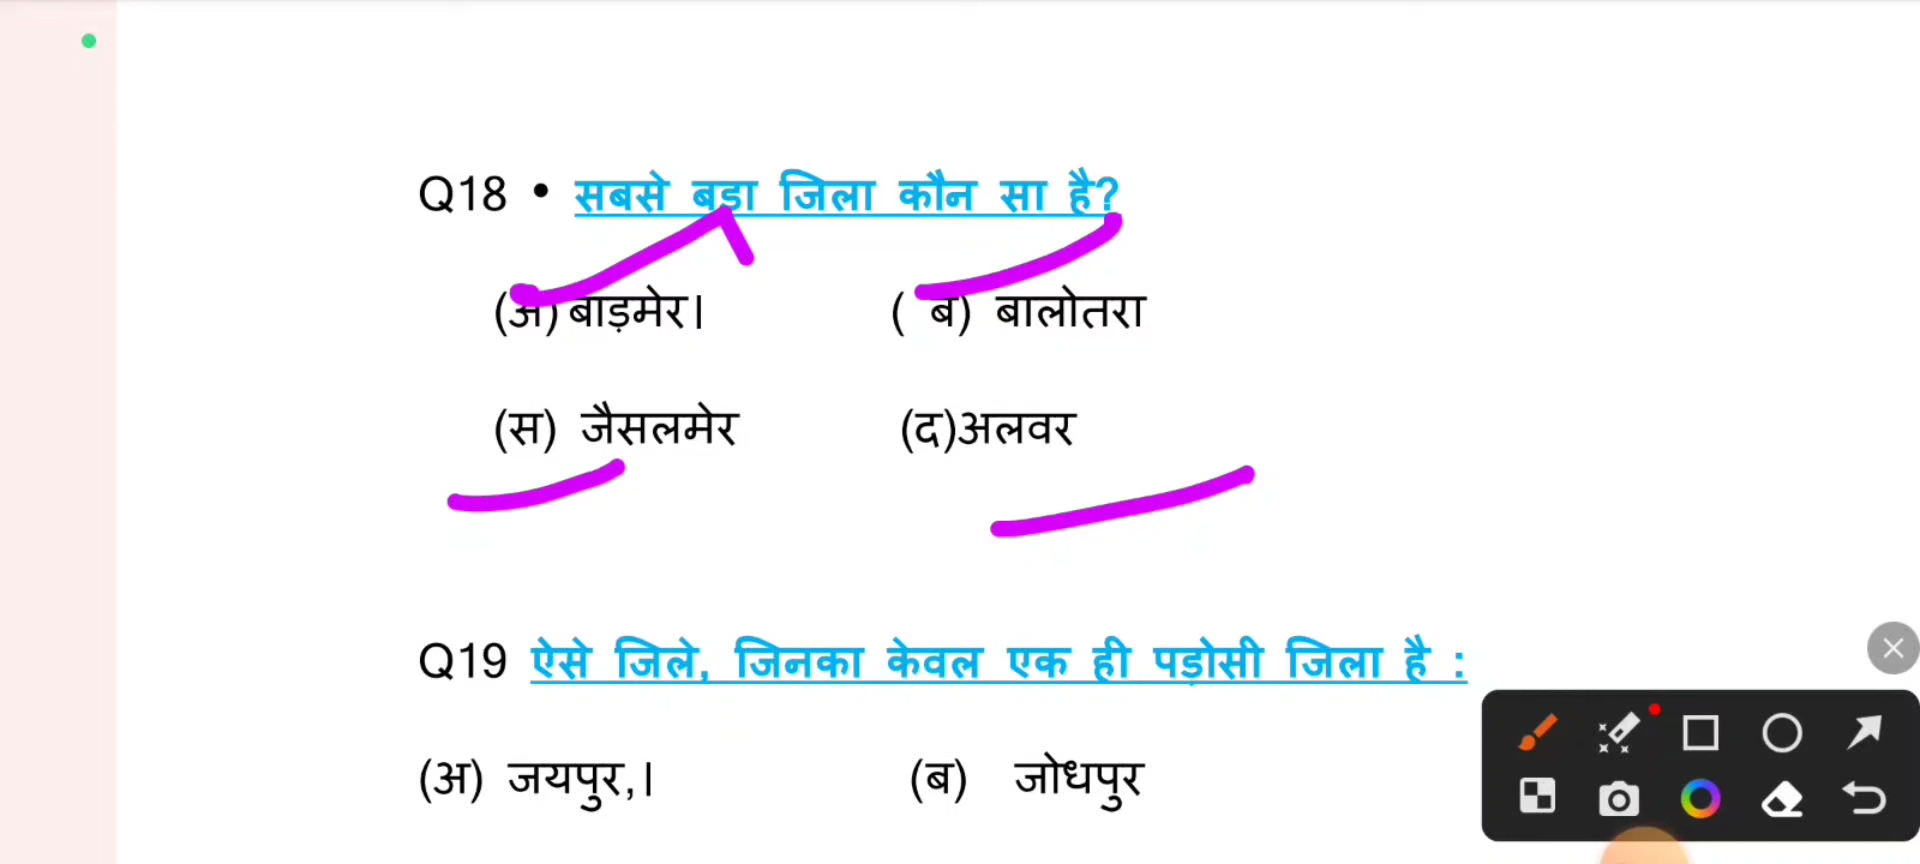 Q18 • सबसे बडा जिला कौन सा है?
(अ) बाड़मेर। ( ब) बालोतरा
(स) जैसलमेर (द)अलवर
Q19 ऐसे जिले, जिनका केवल एक ही पड़ोसी जिला है :
(अ) जयपुर,। (ब) जोधपुर